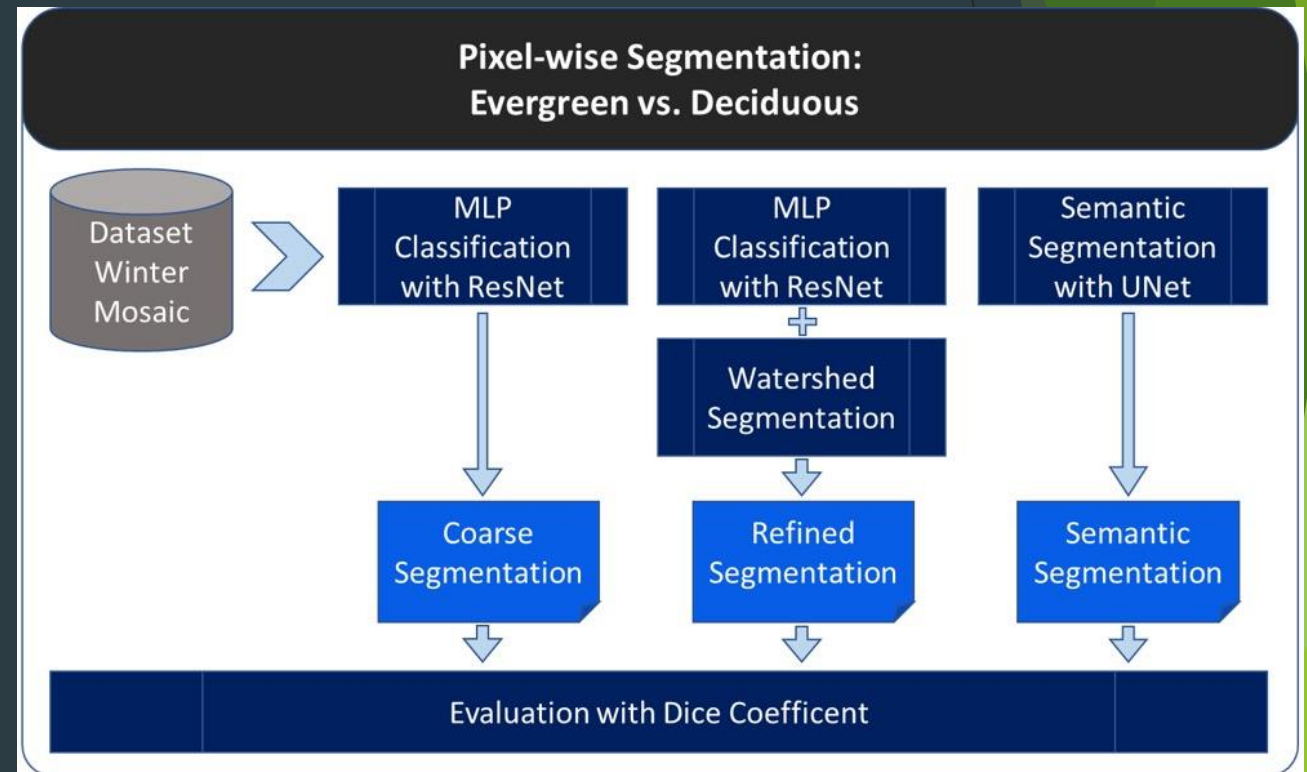 Pixel-wise Segmentation:
Evergreen vs. Deciduous
Dataset
Winter
Mosaic
MLP
Classification
with ResNet
MLP
Classification
with ResNet
Watershed
Segmentation
Semantic
Segmentation
with UNet
Coarse
Segmentation
Refined
Segmentation
Semantic
Segmentation
Evaluation with Dice Coefficent